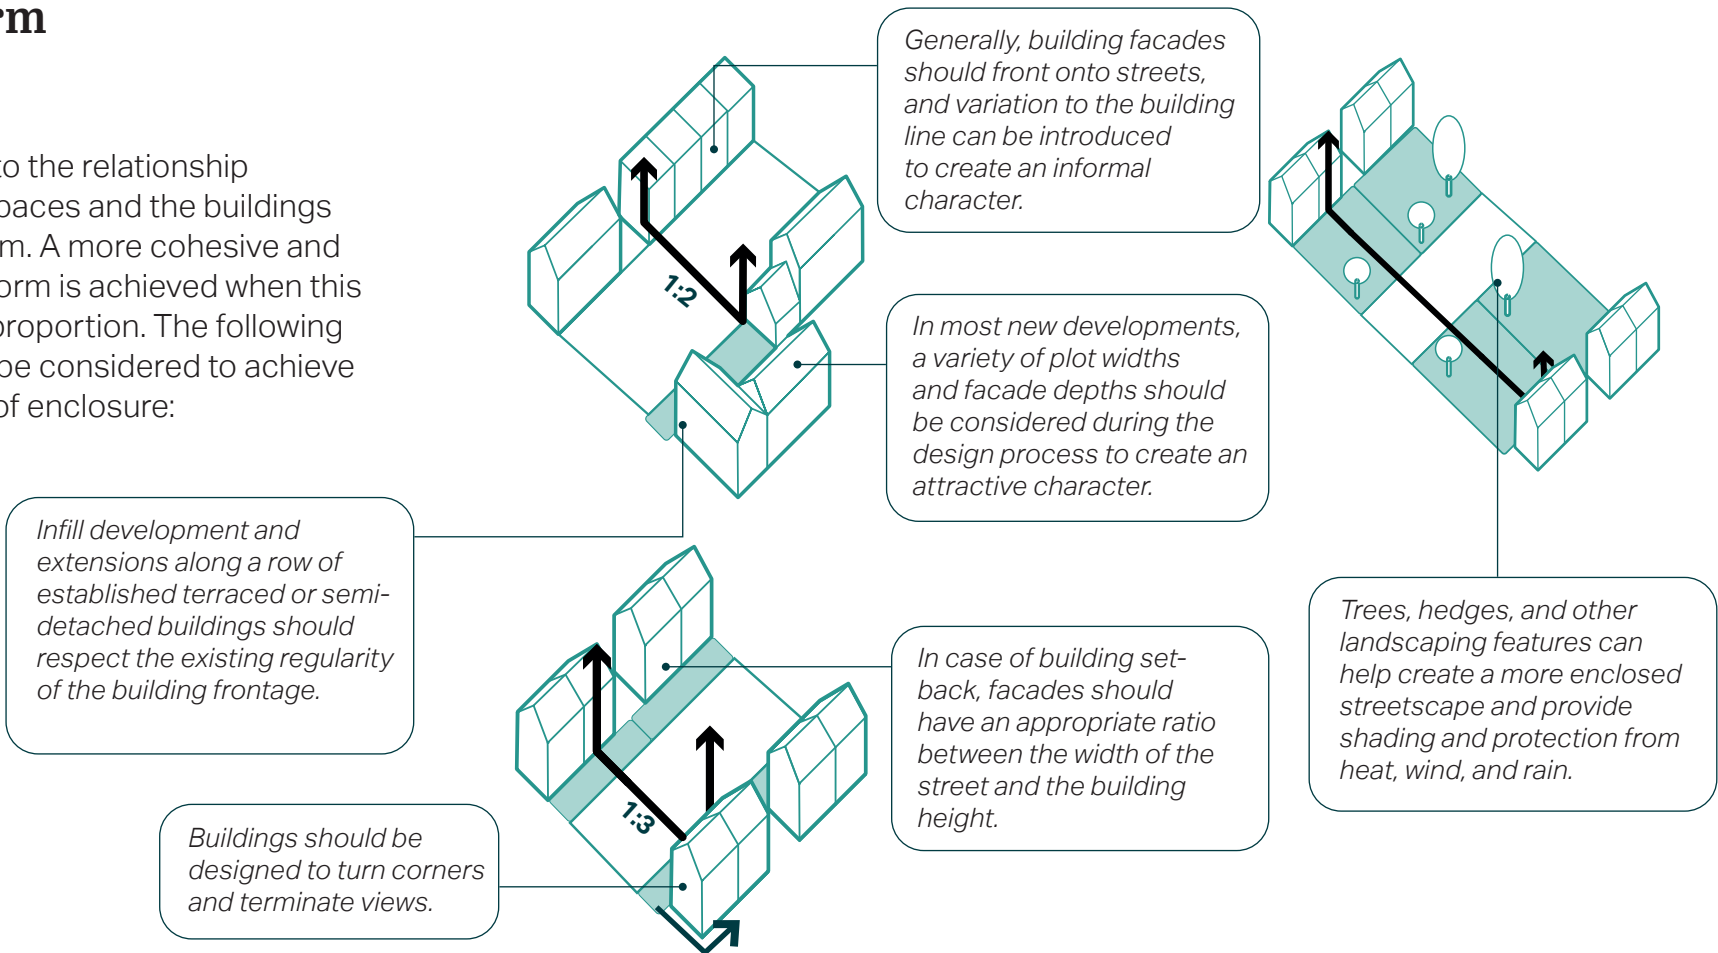 rm
to the relationship
paces and the buildings
m. A more cohesive and
orm is achieved when this
proportion. The following
be considered to achieve
of enclosure:
Generally, building facades
should front onto streets,
and variation to the building
line can be introduced
to create an informal
character.
1:2
In most new developments,
a variety of plot widths
and facade depths should
be considered during the
design process to create an
attractive character.
Infill development and
extensions along a row of
established terraced or semi-
detached buildings should
respect the existing regularity
of the building frontage.
In case of building set-
back, facades should
have an appropriate ratio
between the width of the
street and the building
height.
Trees, hedges, and other
landscaping features can
help create a more enclosed
streetscape and provide
shading and protection from
heat, wind, and rain.
1:3
Buildings should be
designed to turn corners
and terminate views.